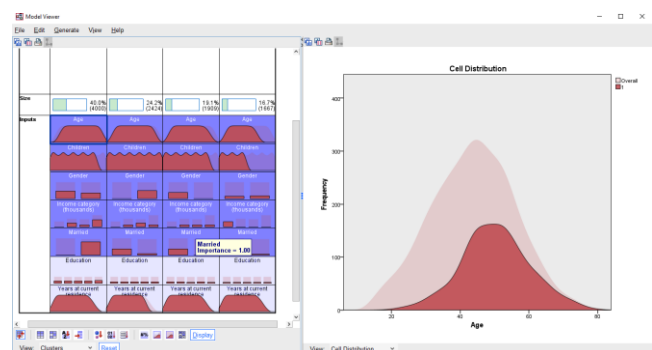 Model Viewer
File Edit Generate View Help
Size
40.0% 24.2% 19.1% 16.7%
(4000) (2424) (1909) (1667)
Inputs
Age Age Age Age
Children Children Children Children
Gender Gender Gender Gender
Income category Income category Income category Income category
(thousands) (thousands) (thousands) (thousands)
Married Married Married Married
Married
Importance = 1.00
Education Education Education Education
Years at current Years at current Years at current Years at current
residence residence residence residence
Display
View: Clusters Reset
Cell Distribution
Overall
Frequency
400
300
200
100
0
20 40 60 80
Age
View: Cell Distribution